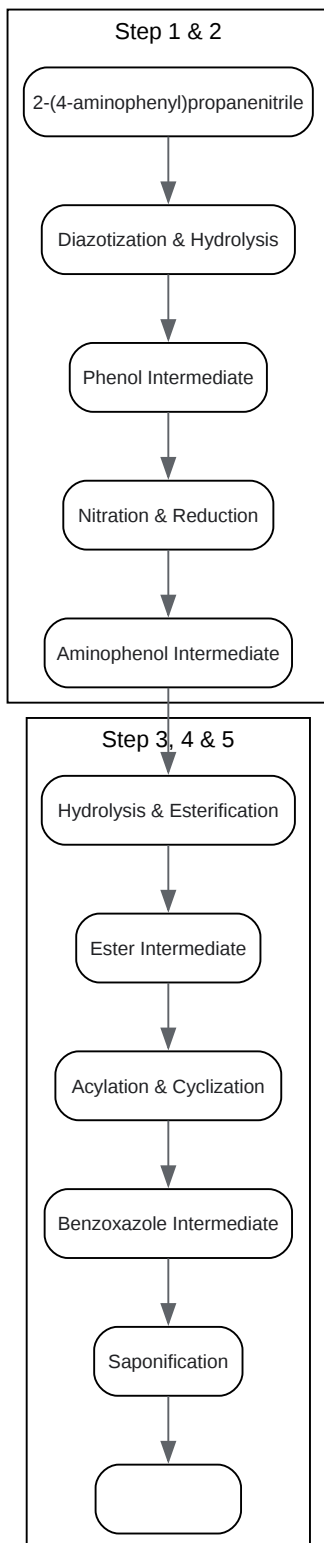 Step 1 & 2
2-(4-aminophenyl)propanenitrile
Diazotization & Hydrolysis
Phenol Intermediate
Nitration & Reduction
Aminophenol Intermediate
Step 3, 4 & 5
Hydrolysis & Esterification
Ester Intermediate
Acylation & Cyclization
Benzoxazole Intermediate
Saponification